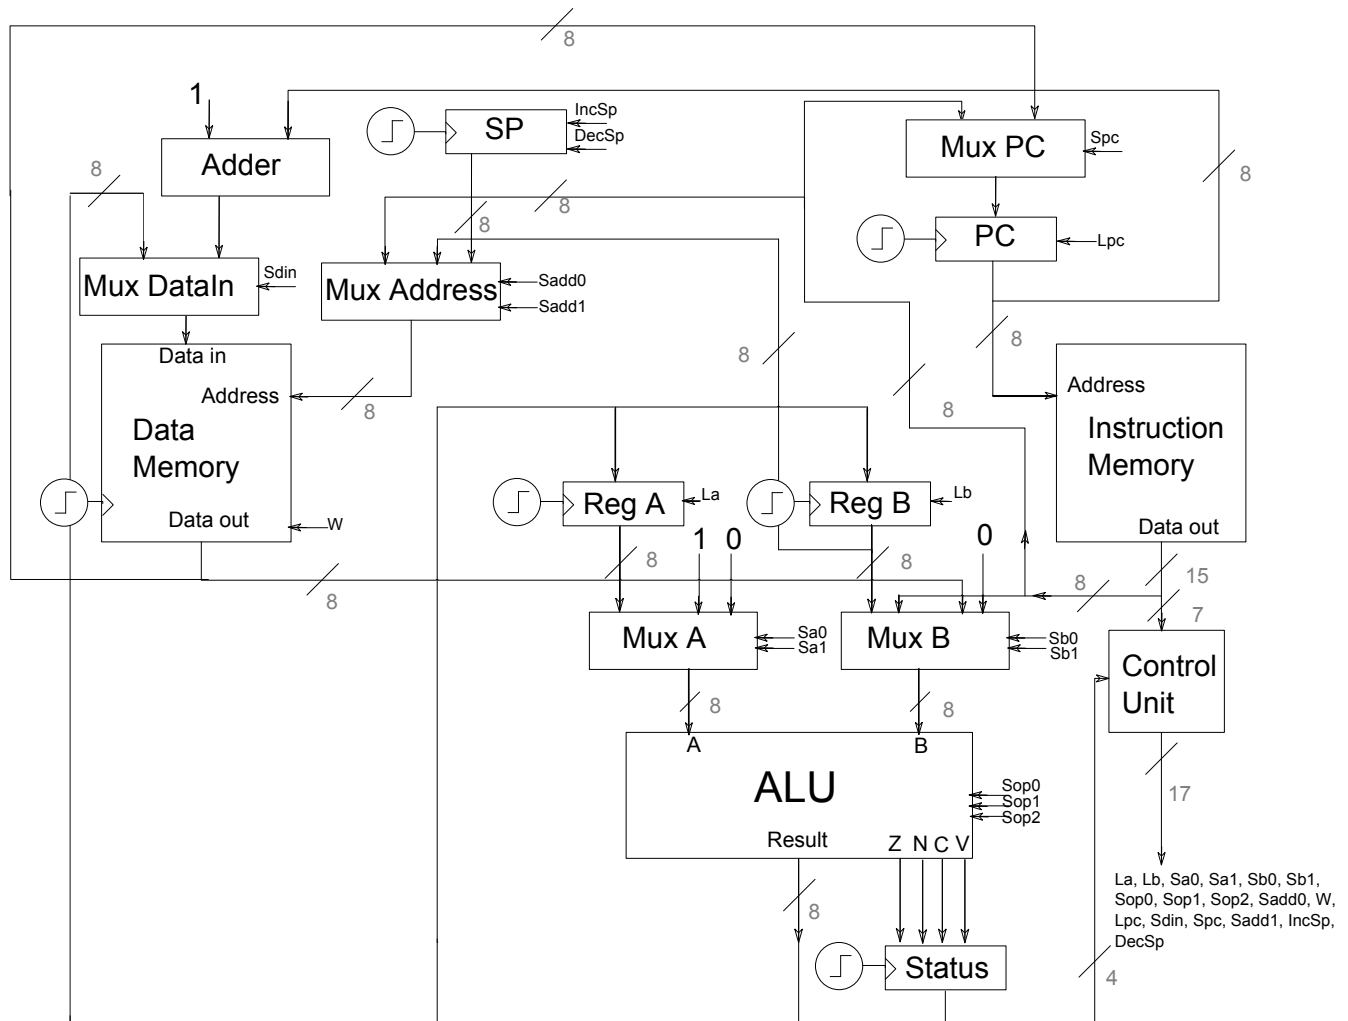 8
1
IncSp
SP
DecSp
Mux PC
Spc
Adder
8
8
8
8
PC
Lpc
Mux DataIn
Sdin
Mux Address
Sadd0
Sadd1
8
8
Data in
Address
Address
8
8
Data
Memory
Instruction
Memory
Reg A
La
Reg B
Lb
Data out
W
Data out
1 0
0
8
8
8
15
8
7
Mux A
Sa0
Sa1
Mux B
Sb0
Sb1
Control
Unit
8
8
A
B
ALU
Sop0
Sop1
Sop2
17
Result
Z N C V
La, Lb, Sa0, Sa1, Sb0, Sb1,
Sop0, Sop1, Sop2, Sadd0, W,
Lpc, Sdin, Spc, Sadd1, IncSp,
DecSp
8
Status
4